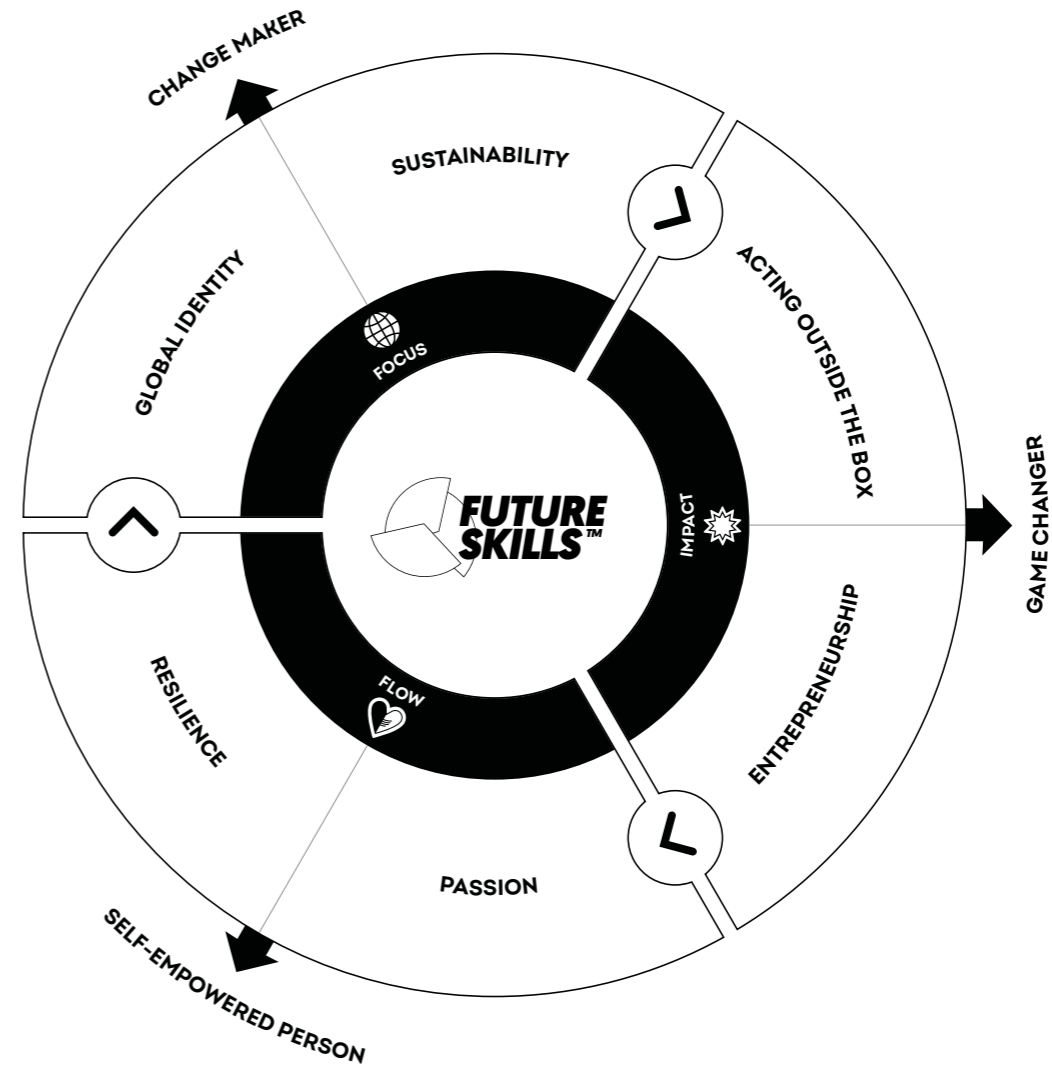 CHANGE MAKER
SUSTAINABILITY
GLOBAL IDENTITY
ACTING OUTSIDE THE BOX
FOCUS
FUTURE
SKILLS™
IMPACT
GAME CHANGER
FLOW
RESILIENCE
ENTREPRENEURSHIP
PASSION
SELF-EMPOWERED PERSON